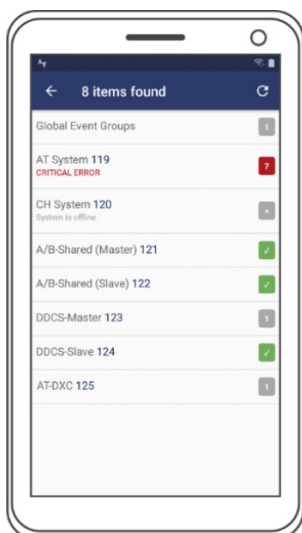 8 items found
Global Event Groups 1
AT System 119 7
CRITICAL ERROR
CH System 120
System is offline
A/B-Shared (Master) 121
A/B-Shared (Slave) 122
DDCS-Master 123 1
DDCS-Slave 124
AT-DXC 125 1